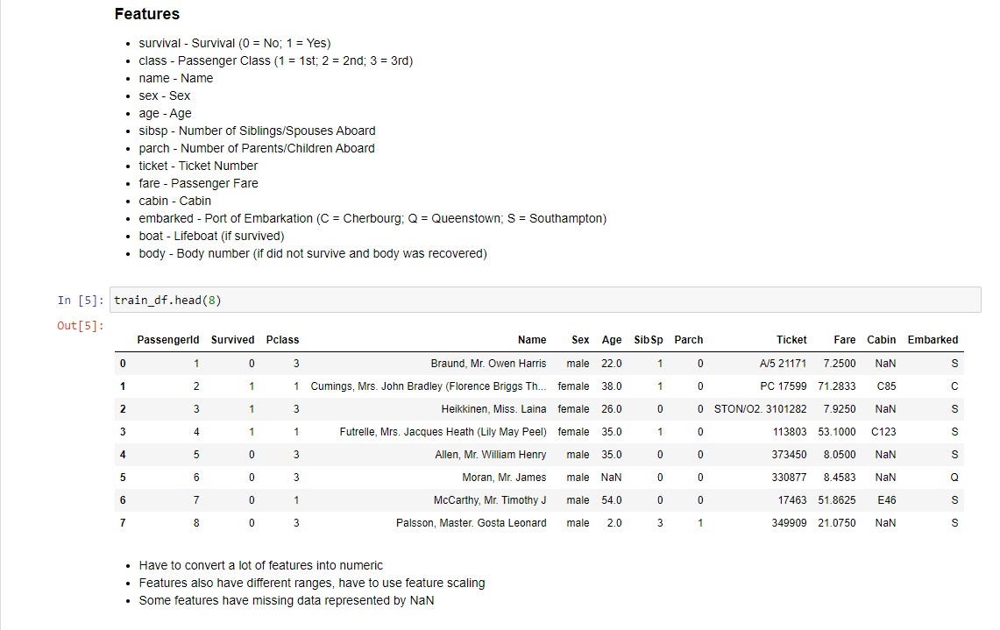 Features
survival - Survival (0 = No; 1 = Yes)
class - Passenger Class (1 = 1st; 2 = 2nd; 3 = 3rd)
name - Name
sex - Sex
age - Age
sibsp - Number of Siblings/Spouses Aboard
parch - Number of Parents/Children Aboard
ticket - Ticket Number
fare - Passenger Fare
cabin - Cabin
embarked - Port of Embarkation (C = Cherbourg; Q = Queenstown; S = Southampton)
boat - Lifeboat (if survived)
body - Body number (if did not survive and body was recovered)
In [5]: train_df.head(8)
Out[5]:
PassengerId Survived Pclass Name Sex Age SibSp Parch Ticket Fare Cabin Embarked
0 1 0 3 Braund, Mr. Owen Harris male 22.0 1 0 A/5 21171 7.2500 NaN S
1 2 1 1 Cumings, Mrs. John Bradley (Florence Briggs Th... female 38.0 1 0 PC 17599 71.2833 C85 C
2 3 1 3 Heikkinen, Miss. Laina female 26.0 0 0 STON/O2. 3101282 7.9250 NaN S
3 4 1 1 Futrelle, Mrs. Jacques Heath (Lily May Peel) female 35.0 1 0 113803 53.1000 C123 S
4 5 0 3 Allen, Mr. William Henry male 35.0 0 0 373450 8.0500 NaN S
5 6 0 3 Moran, Mr. James male NaN 0 0 330877 8.4583 NaN Q
6 7 0 1 McCarthy, Mr. Timothy J male 54.0 0 0 17463 51.8625 E46 S
7 8 0 3 Palsson, Master. Gosta Leonard male 2.0 3 1 349909 21.0750 NaN S
Have to convert a lot of features into numeric
Features also have different ranges, have to use feature scaling
Some features have missing data represented by NaN